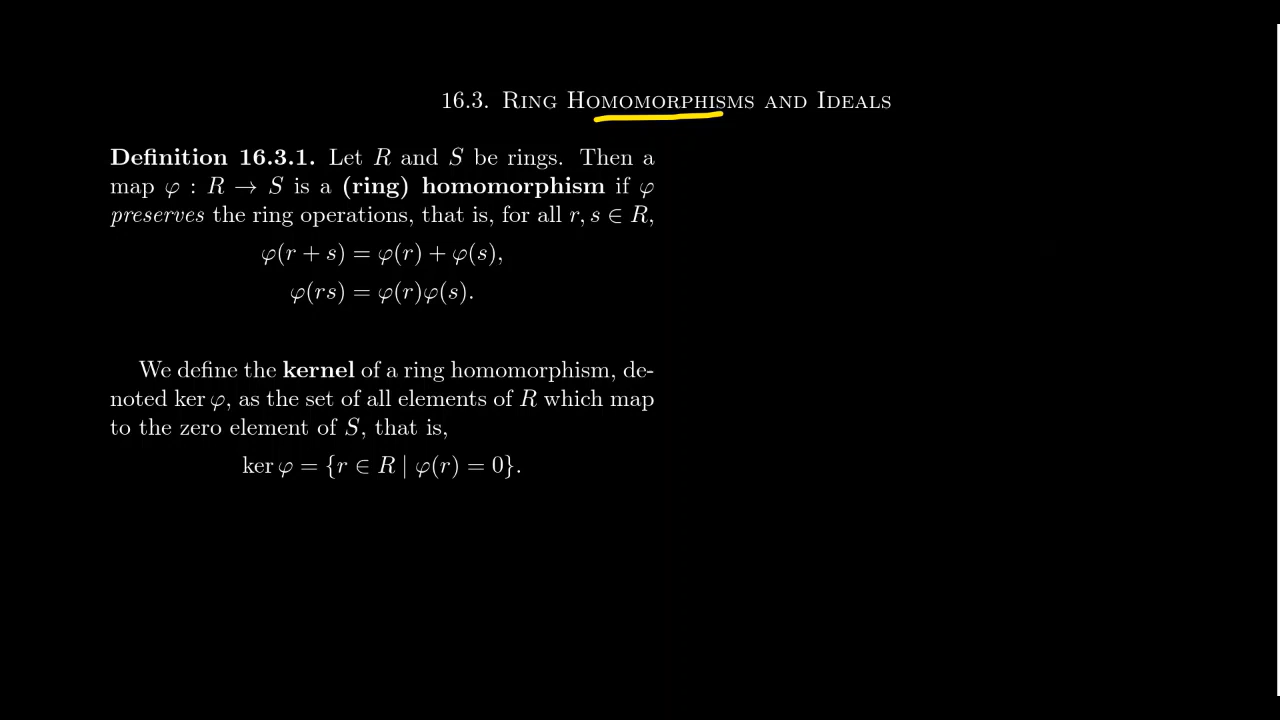 16.3. Ring Homomorphisms and Ideals
Definition 16.3.1. Let R and S be rings. Then a
map φ : R → S is a (ring) homomorphism if φ
preserves the ring operations, that is, for all r, s ∈ R,
φ(r + s) = φ(r) + φ(s),
φ(rs) = φ(r)φ(s).
We define the kernel of a ring homomorphism, de-
noted ker φ, as the set of all elements of R which map
to the zero element of S, that is,
ker φ = {r ∈ R | φ(r) = 0}.